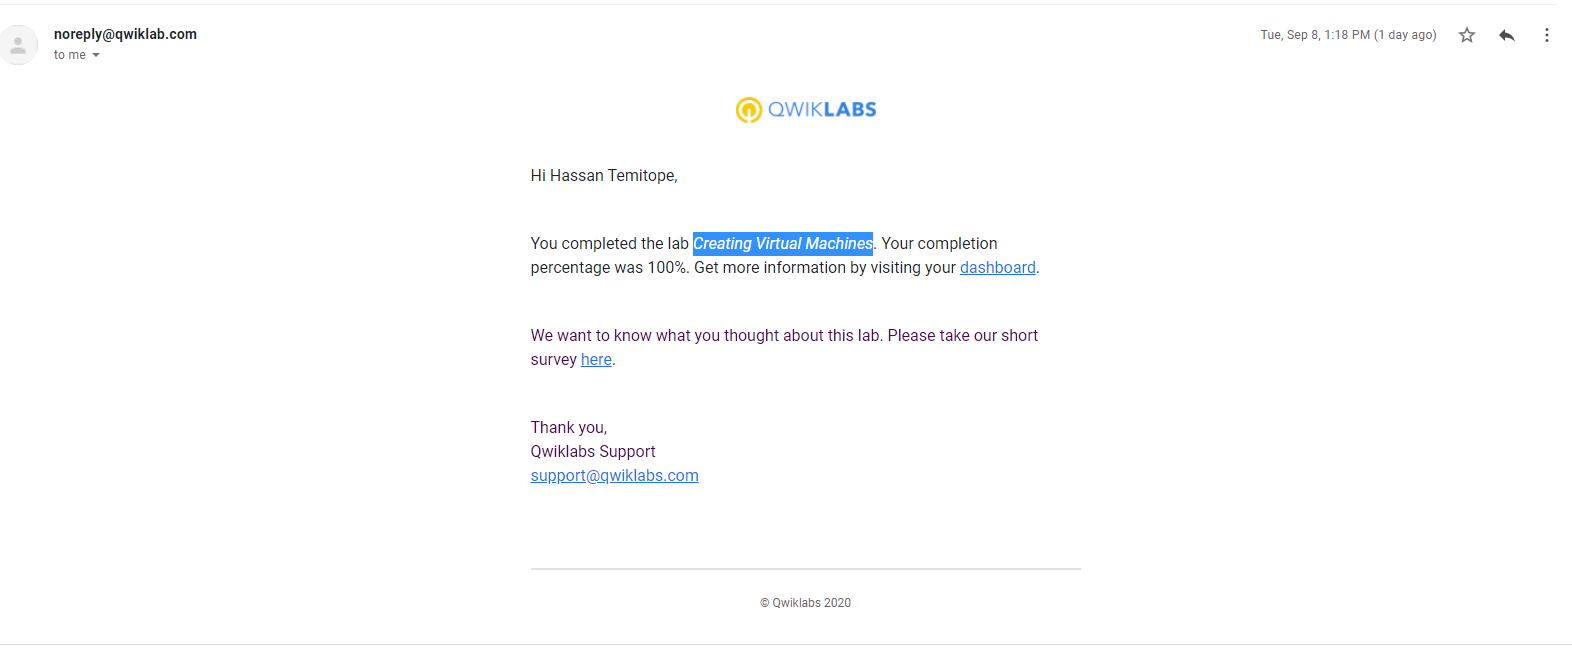 noreply@qwiklab.com
Tue, Sep 8, 1:18 PM (1 day ago)
to me
QWIKLABS
Hi Hassan Temitope,
You completed the lab Creating Virtual Machines. Your completion
percentage was 100%. Get more information by visiting your dashboard.
We want to know what you thought about this lab. Please take our short
survey here.
Thank you,
Qwiklabs Support
support@qwiklabs.com
© Qwiklabs 2020